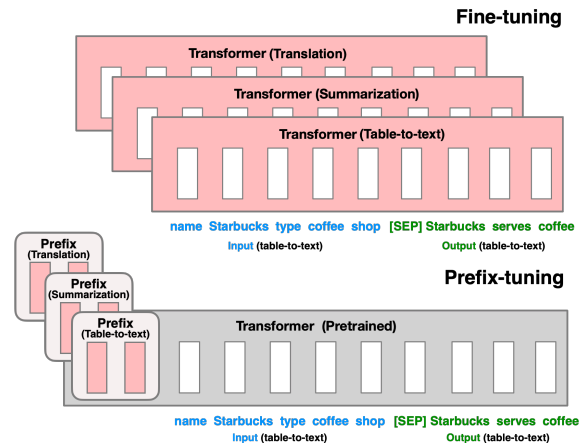 Fine-tuning
Transformer (Translation)
Transformer (Summarization)
Transformer (Table-to-text)
name Starbucks type coffee shop [SEP] Starbucks serves coffee
Input (table-to-text) Output (table-to-text)
Prefix-tuning
Prefix
(Translation)
Prefix
(Summarization)
Prefix
(Table-to-text)
Transformer (Pretrained)
name Starbucks type coffee shop [SEP] Starbucks serves coffee
Input (table-to-text) Output (table-to-text)